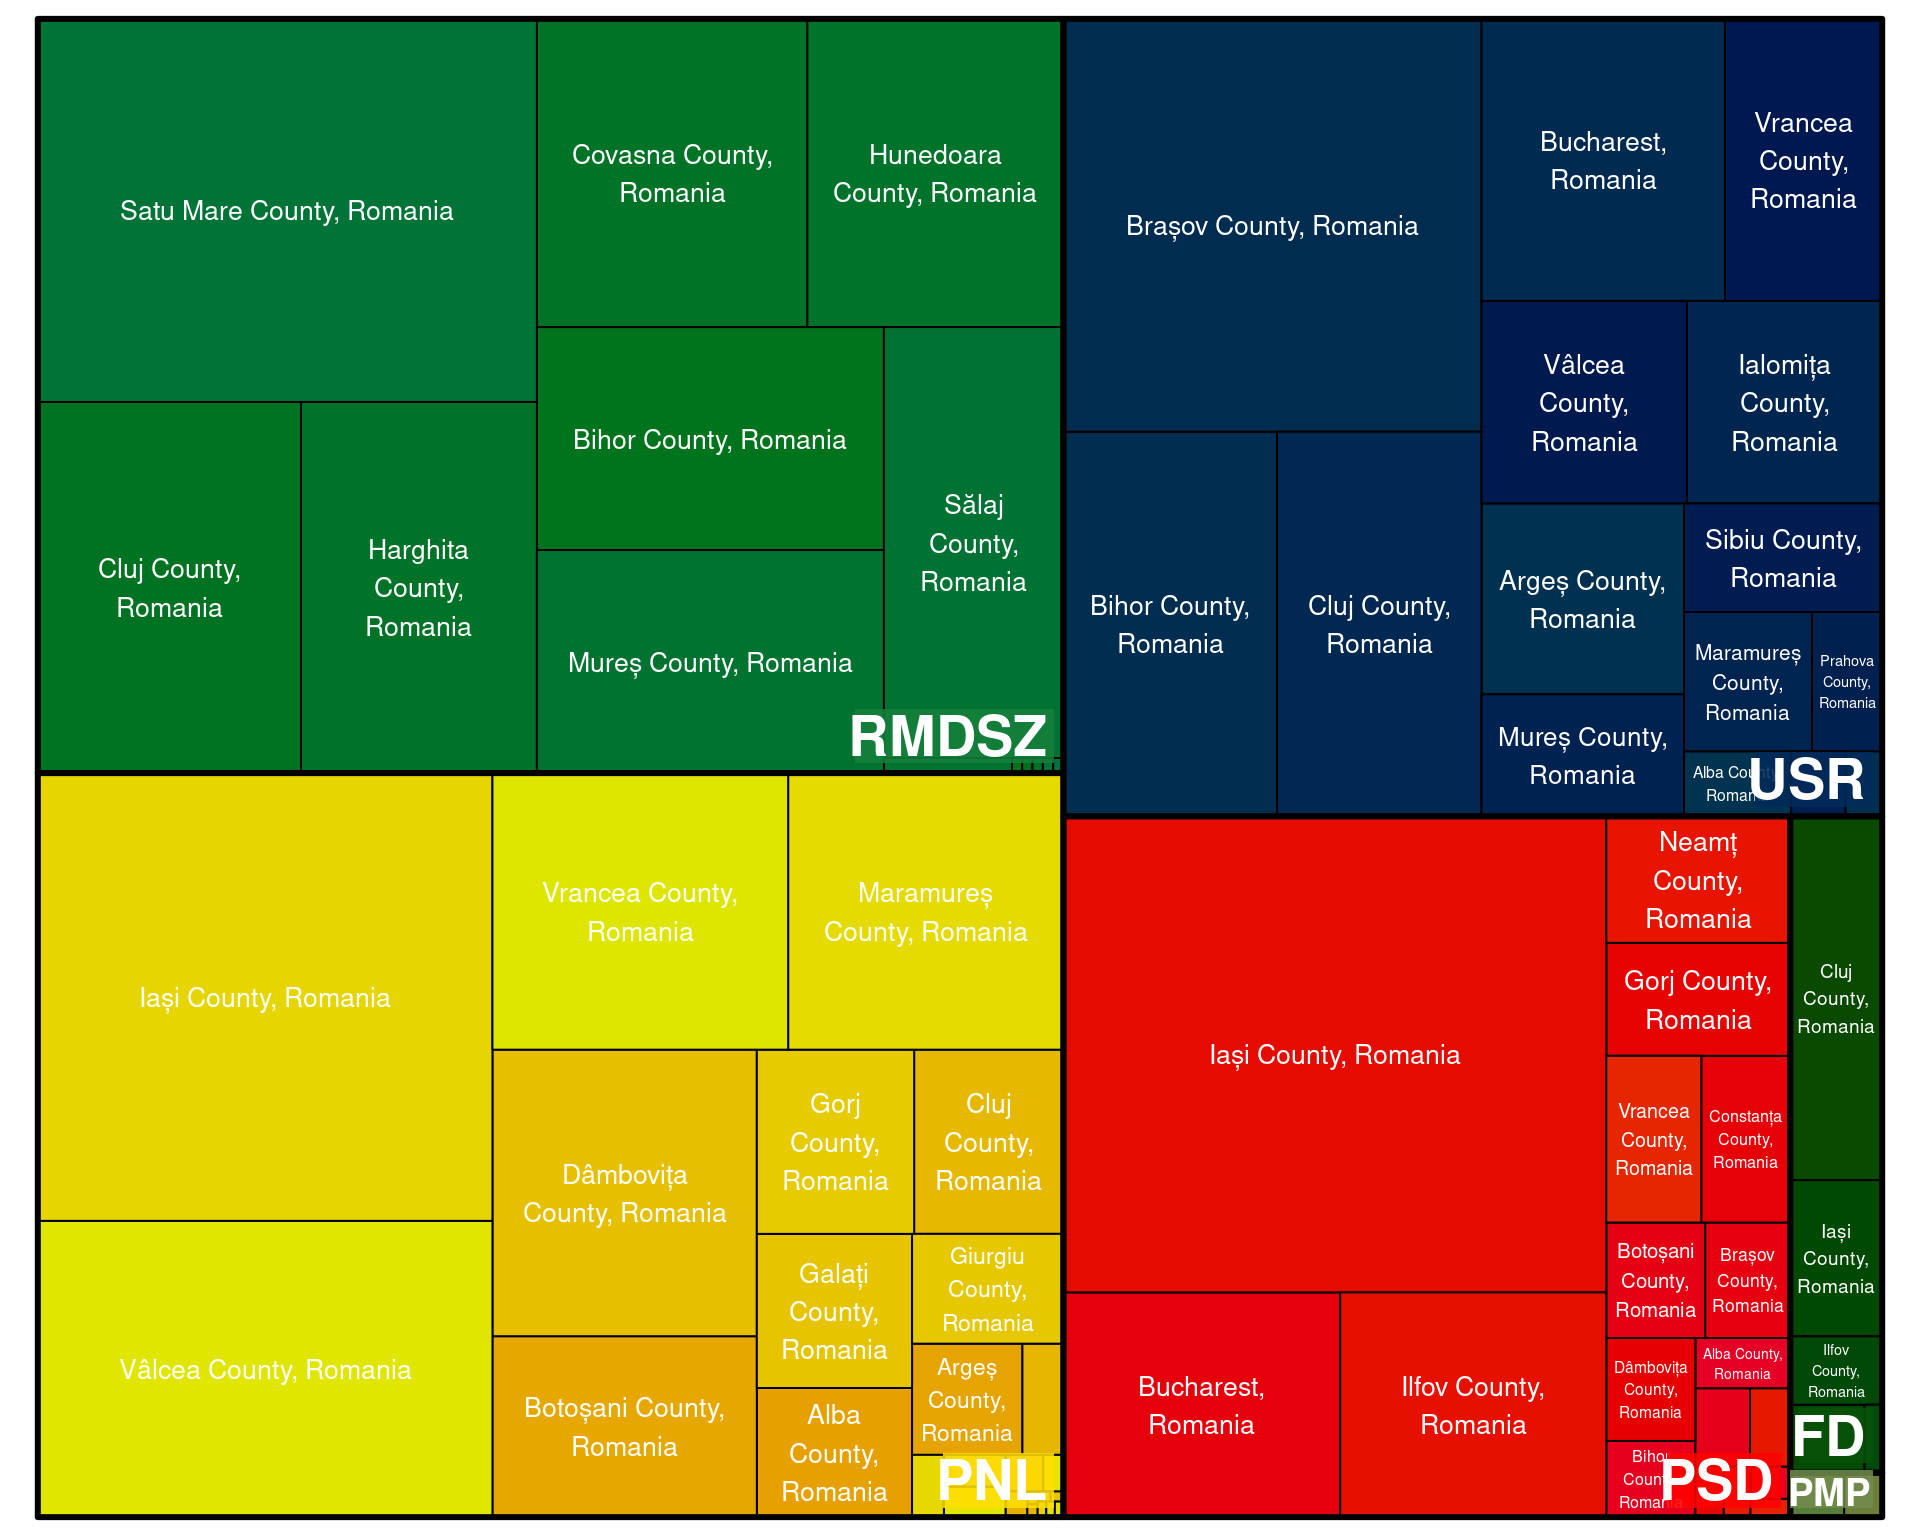 Satu Mare County, Romania
Covasna County,
Romania
Hunedoara
County, Romania
Cluj County,
Romania
Harghita
County,
Romania
Bihor County, Romania
Mureș County, Romania
Sălaj
County,
Romania
RMDSZ
Brașov County, Romania
Bucharest,
Romania
Vrancea
County,
Romania
Bihor County,
Romania
Cluj County,
Romania
Vâlcea
County,
Romania
Ialomița
County,
Romania
Argeș County,
Romania
Mureș County,
Romania
Sibiu County,
Romania
Maramureș
County,
Romania
Prahova
County,
Romania
Alba County,
Romania
USR
Iași County, Romania
Vâlcea County, Romania
Vrancea County,
Romania
Maramureș
County, Romania
Dâmbovița
County, Romania
Botoșani County,
Romania
Gorj
County,
Romania
Cluj
County,
Romania
Galați
County,
Romania
Giurgiu
County,
Romania
Alba
County,
Romania
Argeș
County,
Romania
PNL
Iași County, Romania
Bucharest,
Romania
Ilfov County,
Romania
Neamț
County,
Romania
Gorj County,
Romania
Vrancea
County,
Romania
Constanța
County,
Romania
Botoșani
County,
Romania
Brașov
County,
Romania
Dâmbovița
County,
Romania
Alba County,
Romania
Bihor
County,
Romania
PSD
Cluj
County,
Romania
Iași
County,
Romania
Ilfov
County,
Romania
FD
PMP